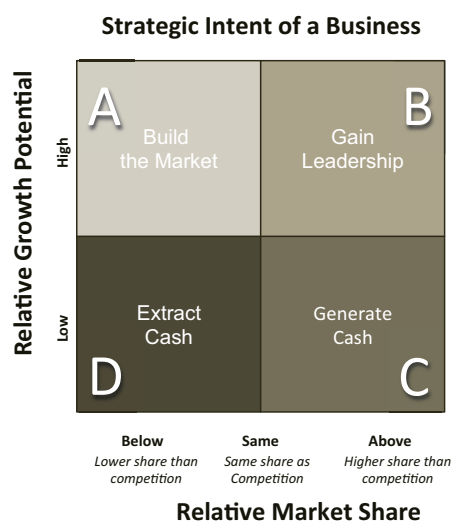 Strategic Intent of a Business
Relative Growth Potential
High
Low
A
Build
the Market
B
Gain
Leadership
Extract
Cash
D
Generate
Cash
C
Below
Lower share than
competition
Same
Same share as
Competition
Above
Higher share than
competition
Relative Market Share